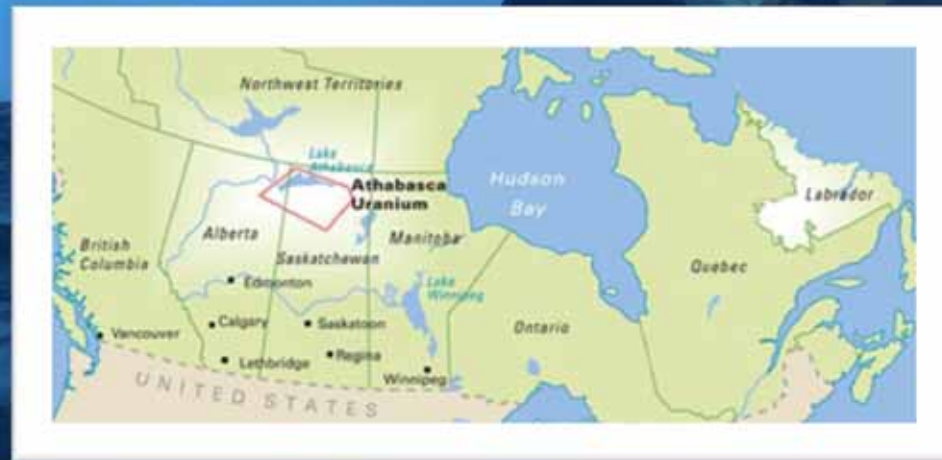 Northwest Territories
Lake
Athabasca
Athabasca
Uranium
Hudson
Bay
Labrador
Alberta
Manitoba
British
Columbia
Saskatchewan
Quebec
Edmonton
Lake
Winnipeg
Vancouver
Calgary
Saskatoon
Ontario
Lethbridge
Regina
Winnipeg
UNITED STATES